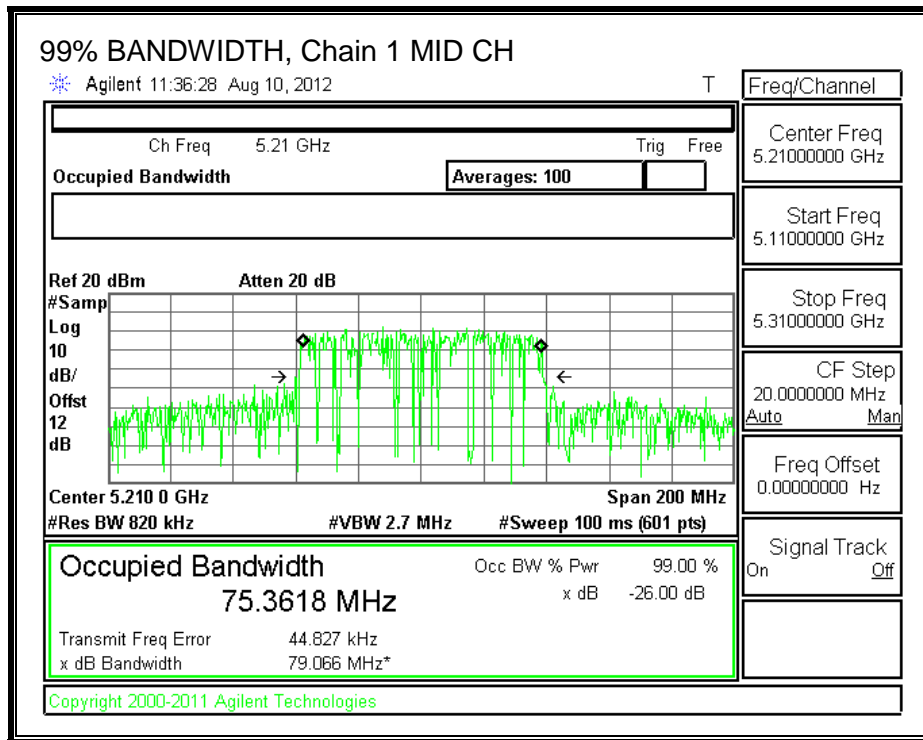 99% BANDWIDTH, Chain 1 MID CH
Agilent 11:36:28 Aug 10, 2012 T
Freq/Channel
Ch Freq 5.21 GHz Trig Free
Occupied Bandwidth Averages: 100
Center Freq
5.21000000 GHz
Start Freq
5.11000000 GHz
Stop Freq
5.31000000 GHz
CF Step
20.0000000 MHz
Auto Man
Freq Offset
0.00000000 Hz
Signal Track
On Off
Ref 20 dBm Atten 20 dB
#Samp
Log
10
dB/
Offst
12
dB
Center 5.210 0 GHz Span 200 MHz
#Res BW 820 kHz #VBW 2.7 MHz #Sweep 100 ms (601 pts)
Occupied Bandwidth Occ BW % Pwr 99.00 %
75.3618 MHz x dB -26.00 dB
Transmit Freq Error 44.827 kHz
x dB Bandwidth 79.066 MHz*
Copyright 2000-2011 Agilent Technologies